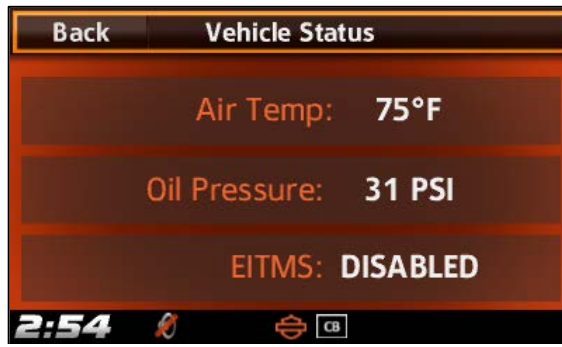 Back Vehicle Status
Air Temp: 75°F
Oil Pressure: 31 PSI
EITMS: DISABLED
2:54 CB